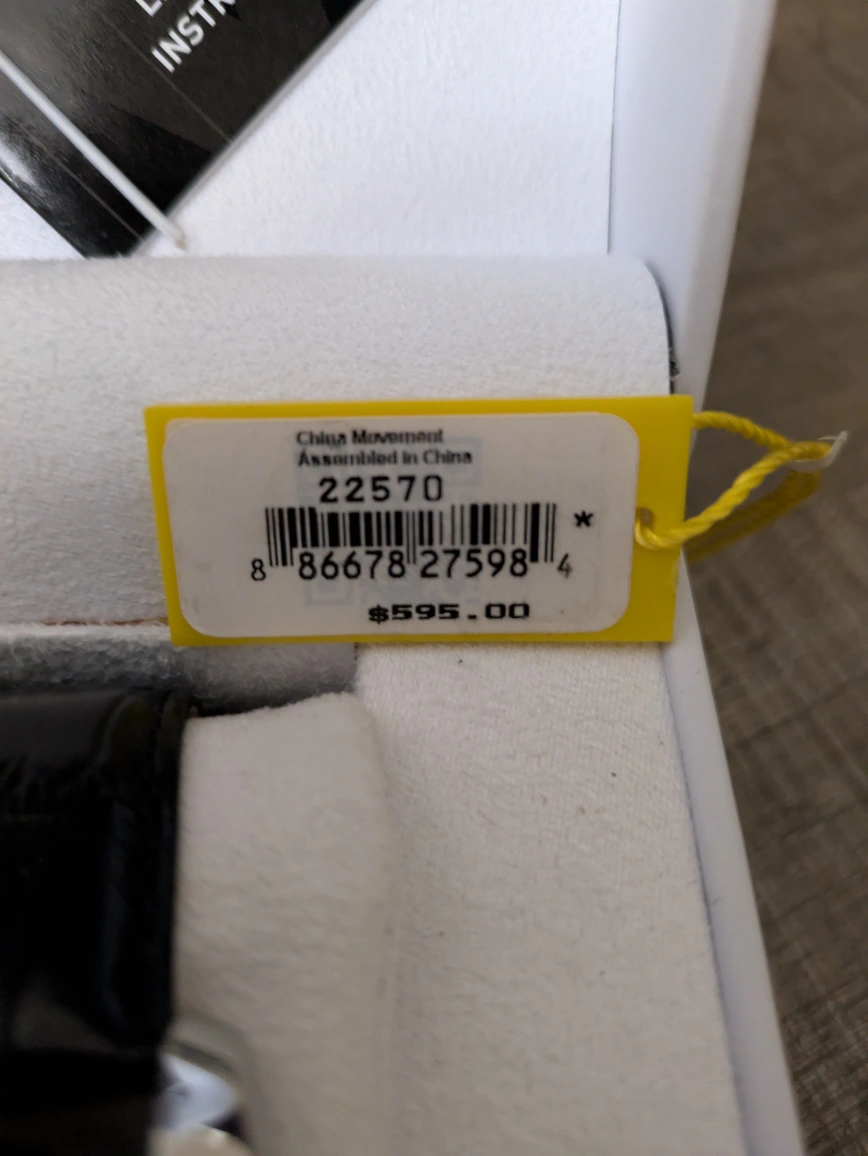 INSTR
China Movement
Assembled in China
22570
*
8 86678 27598 4
$595.00